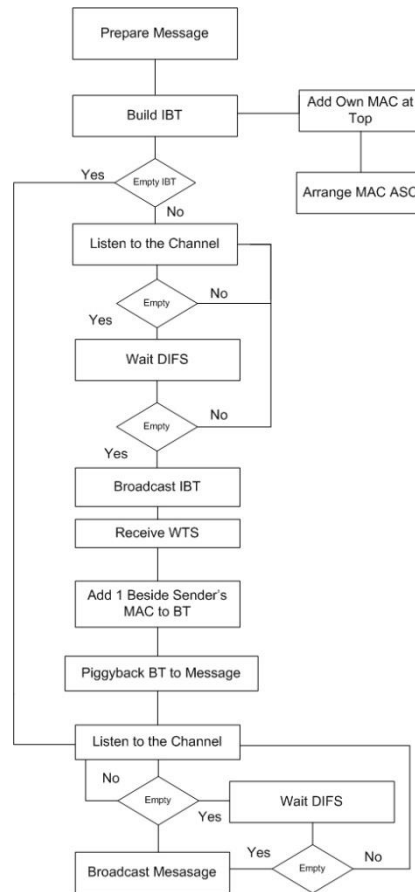 Prepare Message
Build IBT
Add Own MAC at
Top
Yes
Empty IBT
Arrange MAC ASC
No
Listen to the Channel
Empty
No
Yes
Wait DIFS
Empty
No
Yes
Broadcast IBT
Receive WTS
Add 1 Beside Sender's
MAC to BT
Piggyback BT to Message
Listen to the Channel
No
Empty
Yes
Wait DIFS
No
Broadcast Mesasage
Yes
Empty